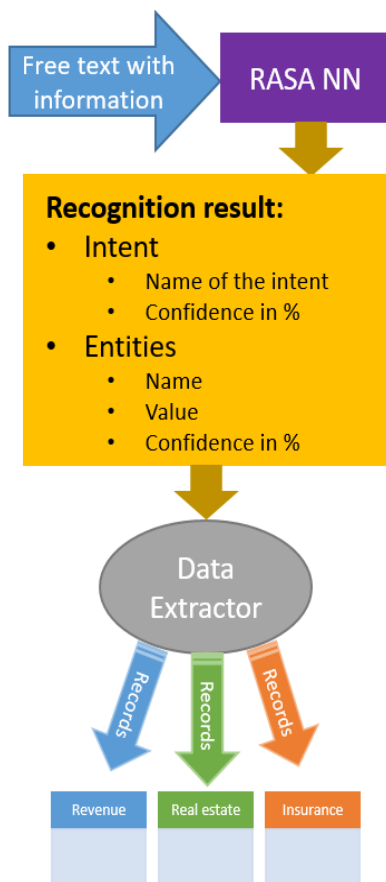 Free text with
information
RASA NN
Recognition result:
• Intent
• Name of the intent
• Confidence in %
• Entities
• Name
• Value
• Confidence in %
Data
Extractor
Records
Records
Records
Revenue
Real estate
Insurance